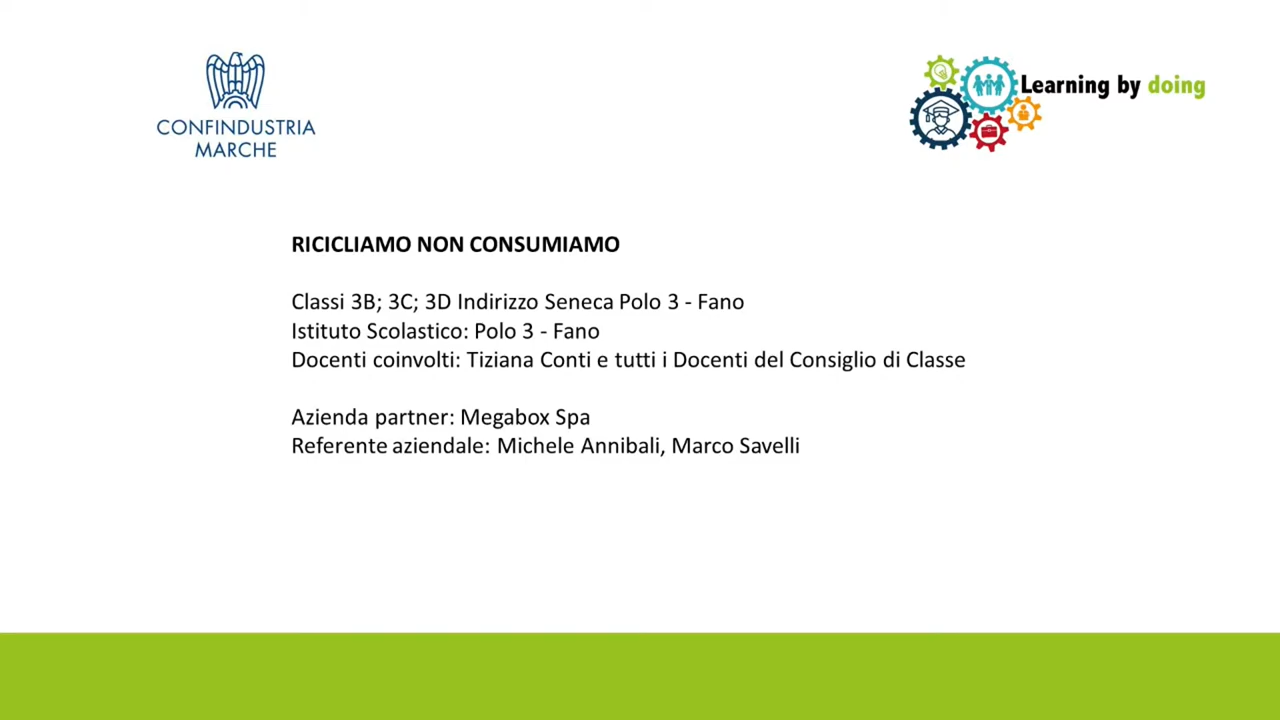 CONFINDUSTRIA
MARCHE
Learning by doing
RICICLIAMO NON CONSUMIAMO
Classi 3B; 3C; 3D Indirizzo Seneca Polo 3 - Fano
Istituto Scolastico: Polo 3 - Fano
Docenti coinvolti: Tiziana Conti e tutti i Docenti del Consiglio di Classe
Azienda partner: Megabox Spa
Referente aziendale: Michele Annibali, Marco Savelli